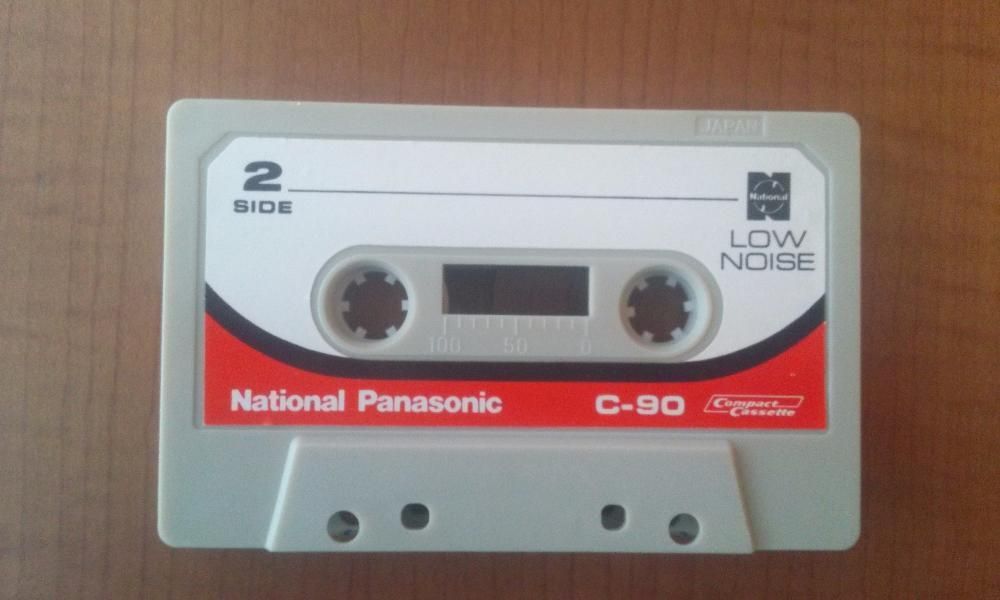 JAPAN
2
SIDE
National
LOW
NOISE
100 50 0
National Panasonic C-90 Compact Cassette